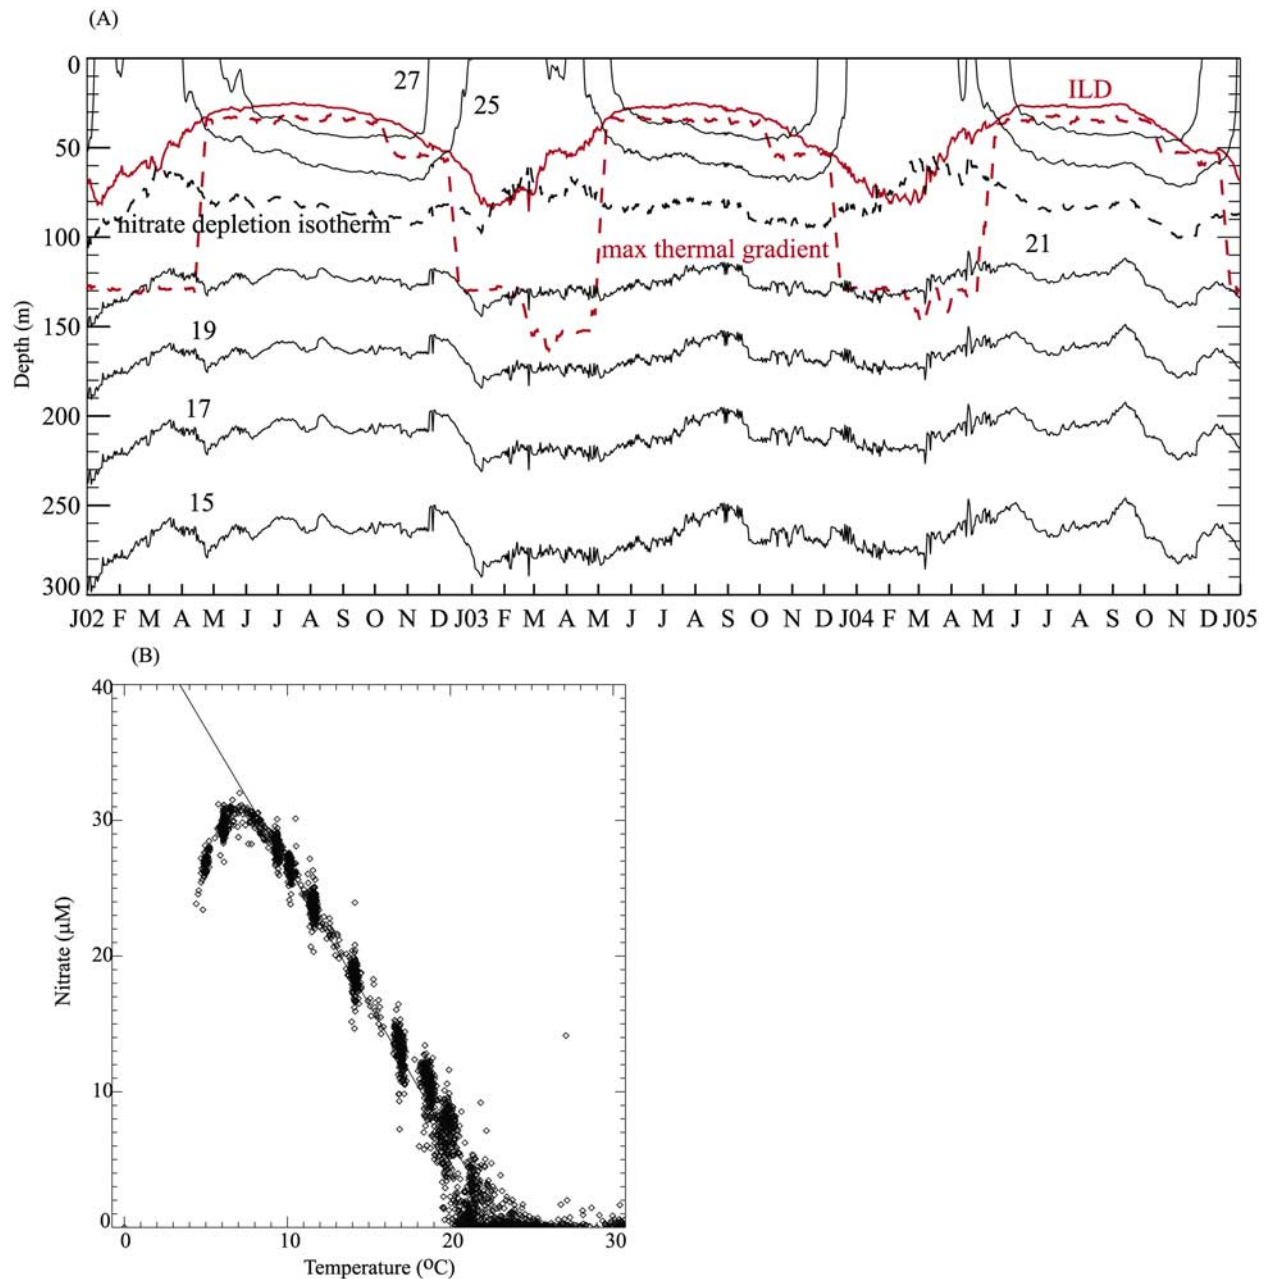 (A)
0
27
25
ILD
50
nitrate depletion isotherm
100
max thermal gradient
21
150
19
Depth (m)
200
17
250
15
300
J02 F M A M J J A S O N D J03 F M A M J J A S O N D J04 F M A M J J A S O N D J05
(B)
40
30
Nitrate (µM)
20
10
0
0 10 20 30
Temperature (ºC)